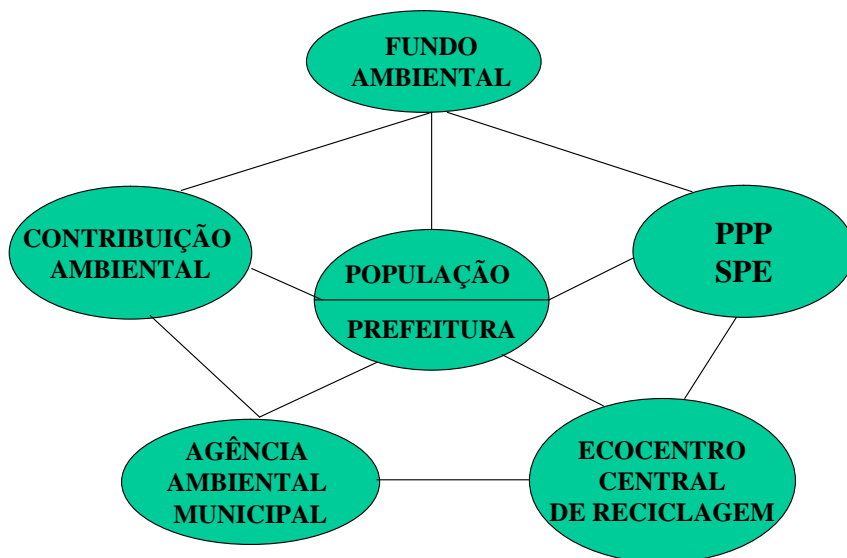 FUNDO
AMBIENTAL
CONTRIBUIÇÃO
AMBIENTAL
POPULAÇÃO
PREFEITURA
PPP
SPE
AGÊNCIA
AMBIENTAL
MUNICIPAL
ECOCENTRO
CENTRAL
DE RECICLAGEM